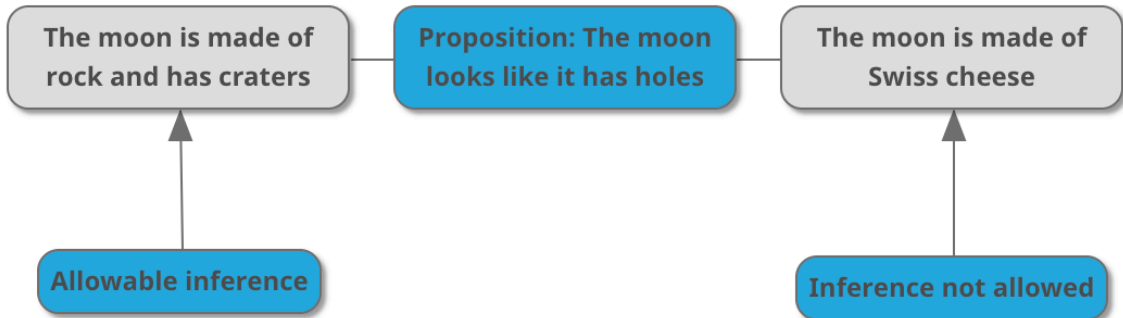 The moon is made of
rock and has craters
Proposition: The moon
looks like it has holes
The moon is made of
Swiss cheese
Allowable inference
Inference not allowed